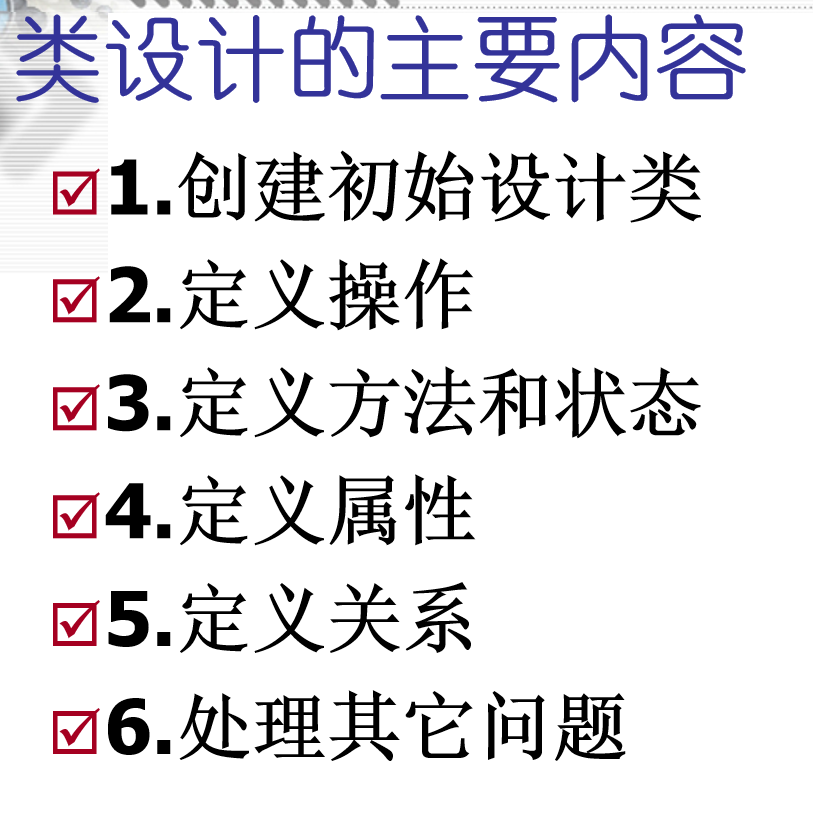 类设计的主要内容
1.创建初始设计类
2.定义操作
3.定义方法和状态
4.定义属性
5.定义关系
6.处理其它问题